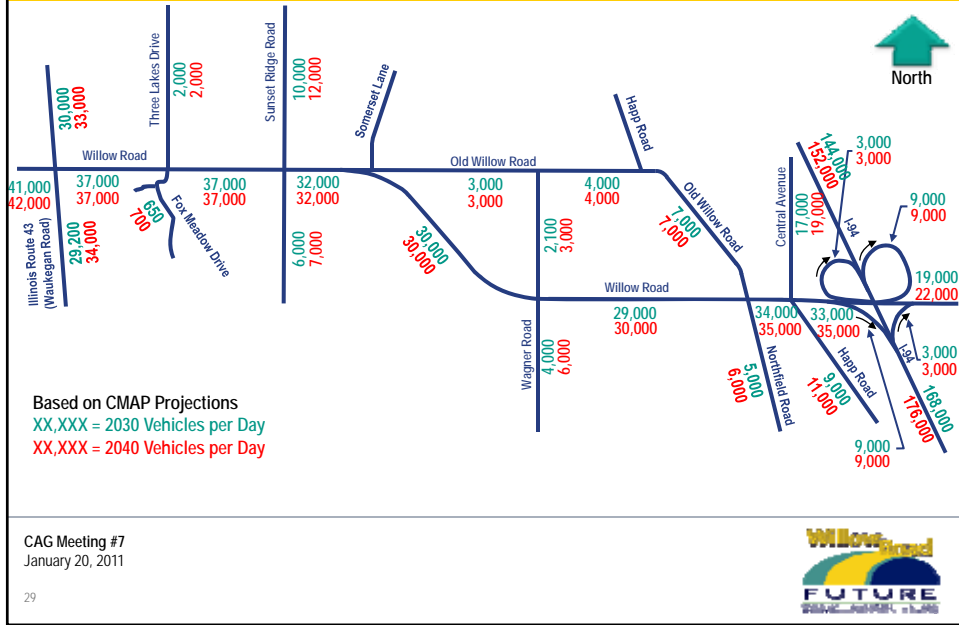 North
Three Lakes Drive
2,000
2,000
Sunset Ridge Road
10,000
12,000
Somerset Lane
Happ Road
30,000
33,000
Willow Road
Old Willow Road
41,000
42,000
37,000
37,000
37,000
37,000
32,000
32,000
3,000
3,000
4,000
4,000
Illinois Route 43
(Waukegan Road)
29,200
34,000
650
700
Fox Meadow Drive
6,000
7,000
30,000
30,000
2,100
3,000
Old Willow Road
7,000
7,000
Central Avenue
17,000
19,000
144,000
152,000
I-94
3,000
3,000
9,000
9,000
19,000
22,000
Willow Road
29,000
30,000
34,000
35,000
33,000
35,000
Wagner Road
4,000
6,000
Northfield Road
5,000
6,000
Happ Road
9,000
11,000
I-94
3,000
3,000
168,000
176,000
9,000
9,000
Based on CMAP Projections
XX,XXX = 2030 Vehicles per Day
XX,XXX = 2040 Vehicles per Day
CAG Meeting #7
January 20, 2011
29
Willow Road
FUTURE